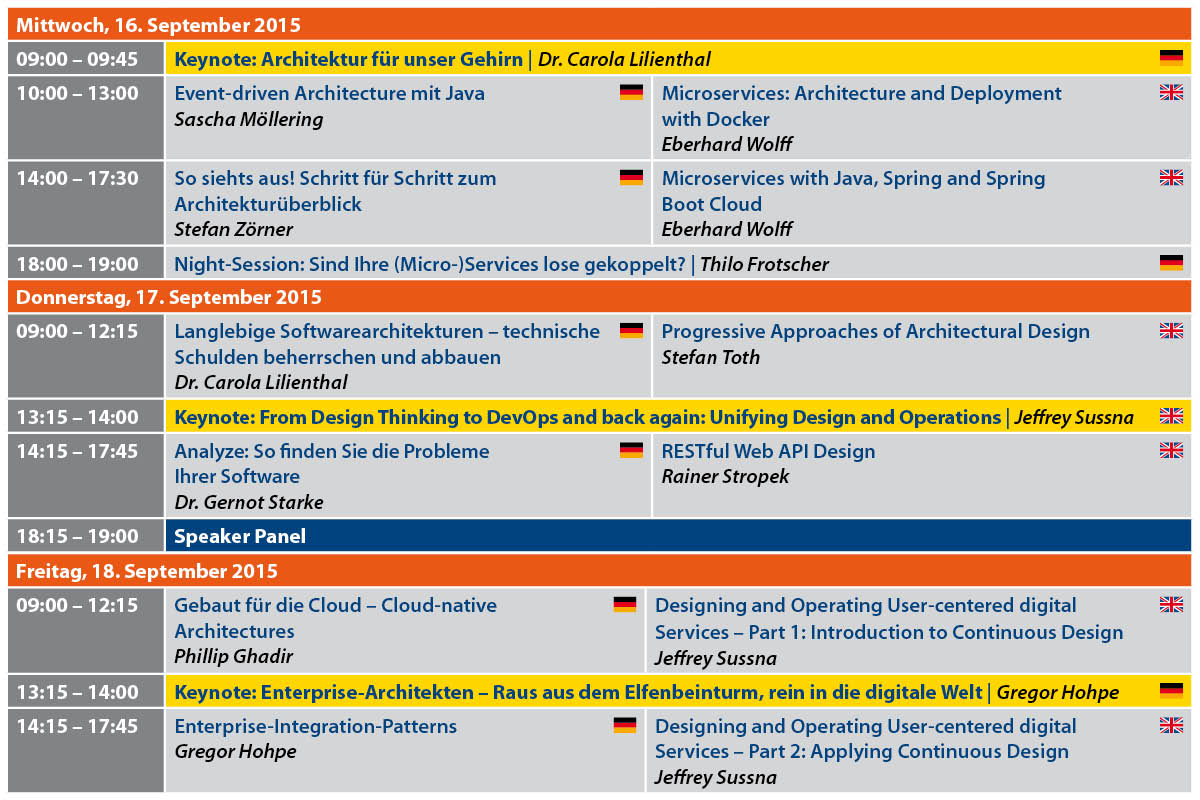 Mittwoch, 16. September 2015
09:00 – 09:45
Keynote: Architektur für unser Gehirn | Dr. Carola Lilienthal
10:00 – 13:00
Event-driven Architecture mit Java
Sascha Möllering
Microservices: Architecture and Deployment
with Docker
Eberhard Wolff
14:00 – 17:30
So siehts aus! Schritt für Schritt zum
Architekturüberblick
Stefan Zörner
Microservices with Java, Spring and Spring
Boot Cloud
Eberhard Wolff
18:00 – 19:00
Night-Session: Sind Ihre (Micro-)Services lose gekoppelt? | Thilo Frotscher
Donnerstag, 17. September 2015
09:00 – 12:15
Langlebige Softwarearchitekturen – technische
Schulden beherrschen und abbauen
Dr. Carola Lilienthal
Progressive Approaches of Architectural Design
Stefan Toth
13:15 – 14:00
Keynote: From Design Thinking to DevOps and back again: Unifying Design and Operations | Jeffrey Sussna
14:15 – 17:45
Analyze: So finden Sie die Probleme
Ihrer Software
Dr. Gernot Starke
RESTful Web API Design
Rainer Stropek
18:15 – 19:00
Speaker Panel
Freitag, 18. September 2015
09:00 – 12:15
Gebaut für die Cloud – Cloud-native
Architectures
Phillip Ghadir
Designing and Operating User-centered digital
Services – Part 1: Introduction to Continuous Design
Jeffrey Sussna
13:15 – 14:00
Keynote: Enterprise-Architekten – Raus aus dem Elfenbeinturm, rein in die digitale Welt | Gregor Hohpe
14:15 – 17:45
Enterprise-Integration-Patterns
Gregor Hohpe
Designing and Operating User-centered digital
Services – Part 2: Applying Continuous Design
Jeffrey Sussna